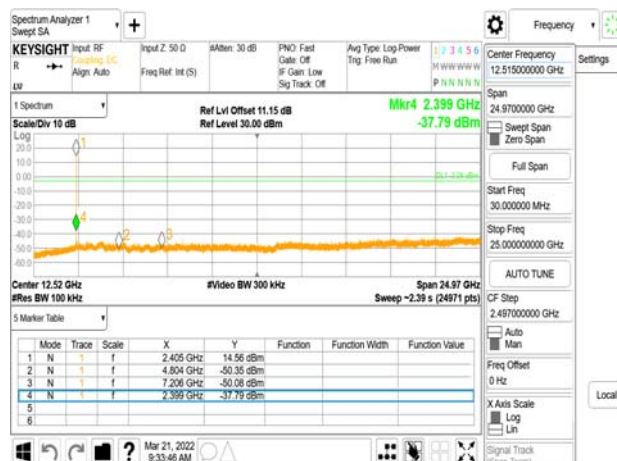 Spectrum Analyzer 1
Swept SA
+
Frequency
KEYSIGHT
Input: RF
Coupling: DC
Align: Auto
Input Z: 50 Ω
Freq Ref: Int (S)
#Atten: 30 dB
PNO: Fast
Gate: Off
IF Gain: Low
Sig Track: Off
Avg Type: Log-Power
Trig: Free Run
1 2 3 4 5 6
M W W W W W
P N N N N N
R
LXI
Center Frequency
12.515000000 GHz
Settings
Span
24.9700000 GHz
Swept Span
Zero Span
Full Span
Start Freq
30.000000 MHz
Stop Freq
25.000000000 GHz
AUTO TUNE
CF Step
2.497000000 GHz
Auto
Man
Freq Offset
0 Hz
X Axis Scale
Log
Lin
Signal Track
Local
1 Spectrum
Scale/Div 10 dB
Ref Lvl Offset 11.15 dB
Ref Level 30.00 dBm
Mkr4 2.399 GHz
-37.79 dBm
Log
20.0
10.0
0.00
-10.0
-20.0
-30.0
-40.0
-50.0
-60.0
1
4
2
3
Center 12.52 GHz
#Res BW 100 kHz
#Video BW 300 kHz
Span 24.97 GHz
Sweep ~2.39 s (24971 pts)
5 Marker Table
Mode Trace Scale X Y Function Function Width Function Value
1 N 1 f 2.405 GHz 14.56 dBm
2 N 1 f 4.804 GHz -50.35 dBm
3 N 1 f 7.206 GHz -50.08 dBm
4 N 1 f 2.399 GHz -37.79 dBm
5
6
?
Mar 21, 2022
9:33:46 AM